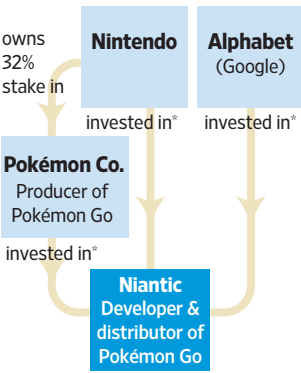 owns
32%
stake in
Nintendo
Alphabet
(Google)
invested in*
invested in*
Pokémon Co.
Producer of
Pokémon Go
invested in*
Niantic
Developer &
distributor of
Pokémon Go